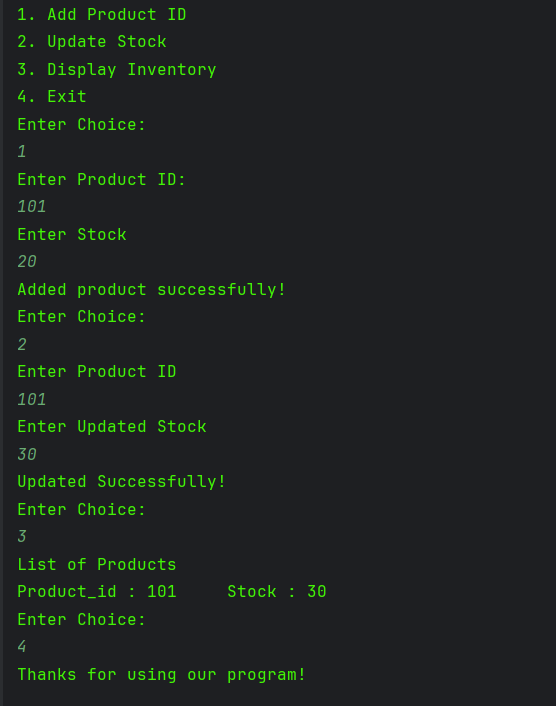 1. Add Product ID
2. Update Stock
3. Display Inventory
4. Exit
Enter Choice:
1
Enter Product ID:
101
Enter Stock
20
Added product successfully!
Enter Choice:
2
Enter Product ID
101
Enter Updated Stock
30
Updated Successfully!
Enter Choice:
3
List of Products
Product_id : 101     Stock : 30
Enter Choice:
4
Thanks for using our program!